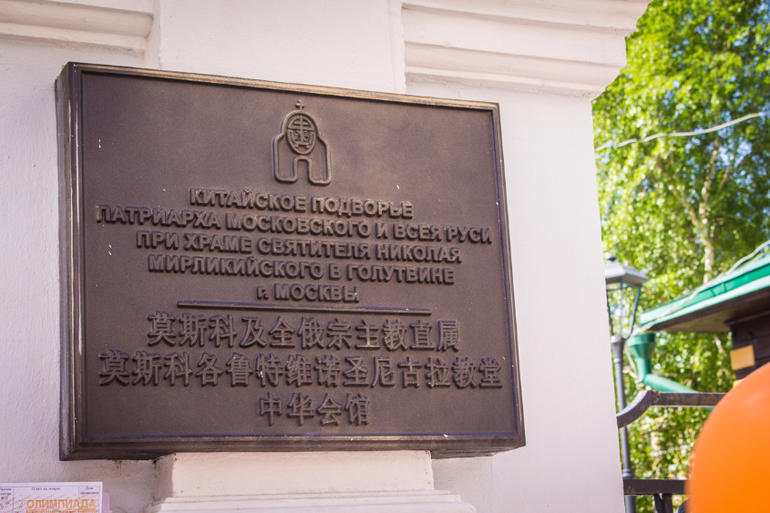 КИТАЙСКОЕ ПОДВОРЬЕ
ПАТРИАРХА МОСКОВСКОГО И ВСЕЯ РУСИ
ПРИ ХРАМЕ СВЯТИТЕЛЯ НИКОЛАЯ
МИРЛИКИЙСКОГО В ГОЛУТВИНЕ
г. МОСКВЫ
莫斯科及全俄宗主教直属
莫斯科各鲁特维诺圣尼古拉教堂
中华会馆
ОЛИМПИАДА